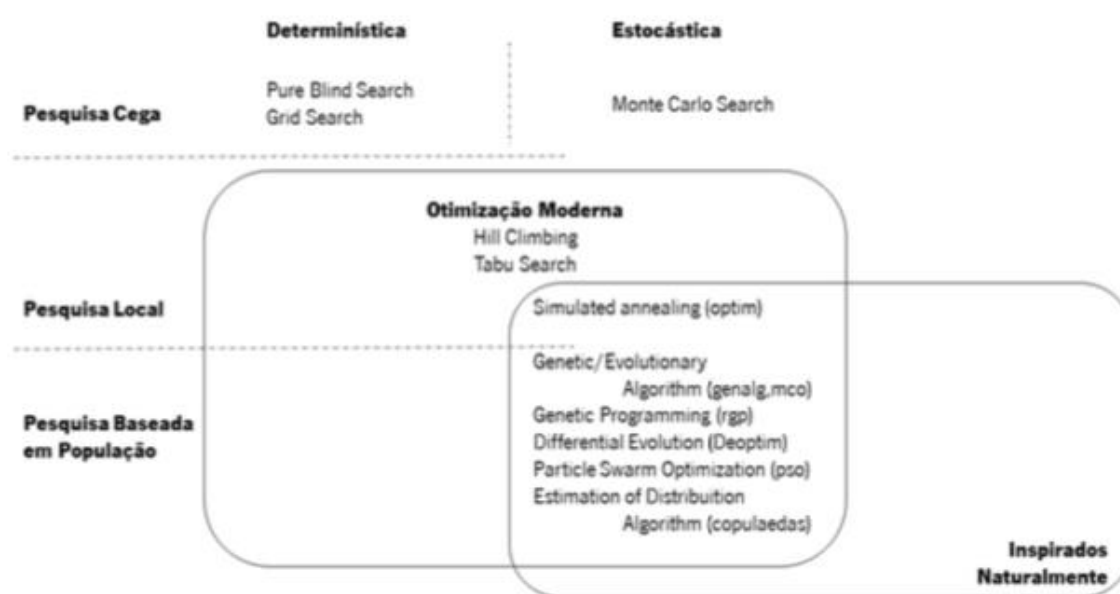 Determinística
Estocástica
Pesquisa Cega
Pure Blind Search
Grid Search
Monte Carlo Search
Otimização Moderna
Hill Climbing
Tabu Search
Pesquisa Local
Simulated annealing (optim)
Pesquisa Baseada
em População
Genetic/Evolutionary
Algorithm (genalg,mco)
Genetic Programming (rgp)
Differential Evolution (Deoptim)
Particle Swarm Optimization (pso)
Estimation of Distribuition
Algorithm (copulaedas)
Inspirados
Naturalmente